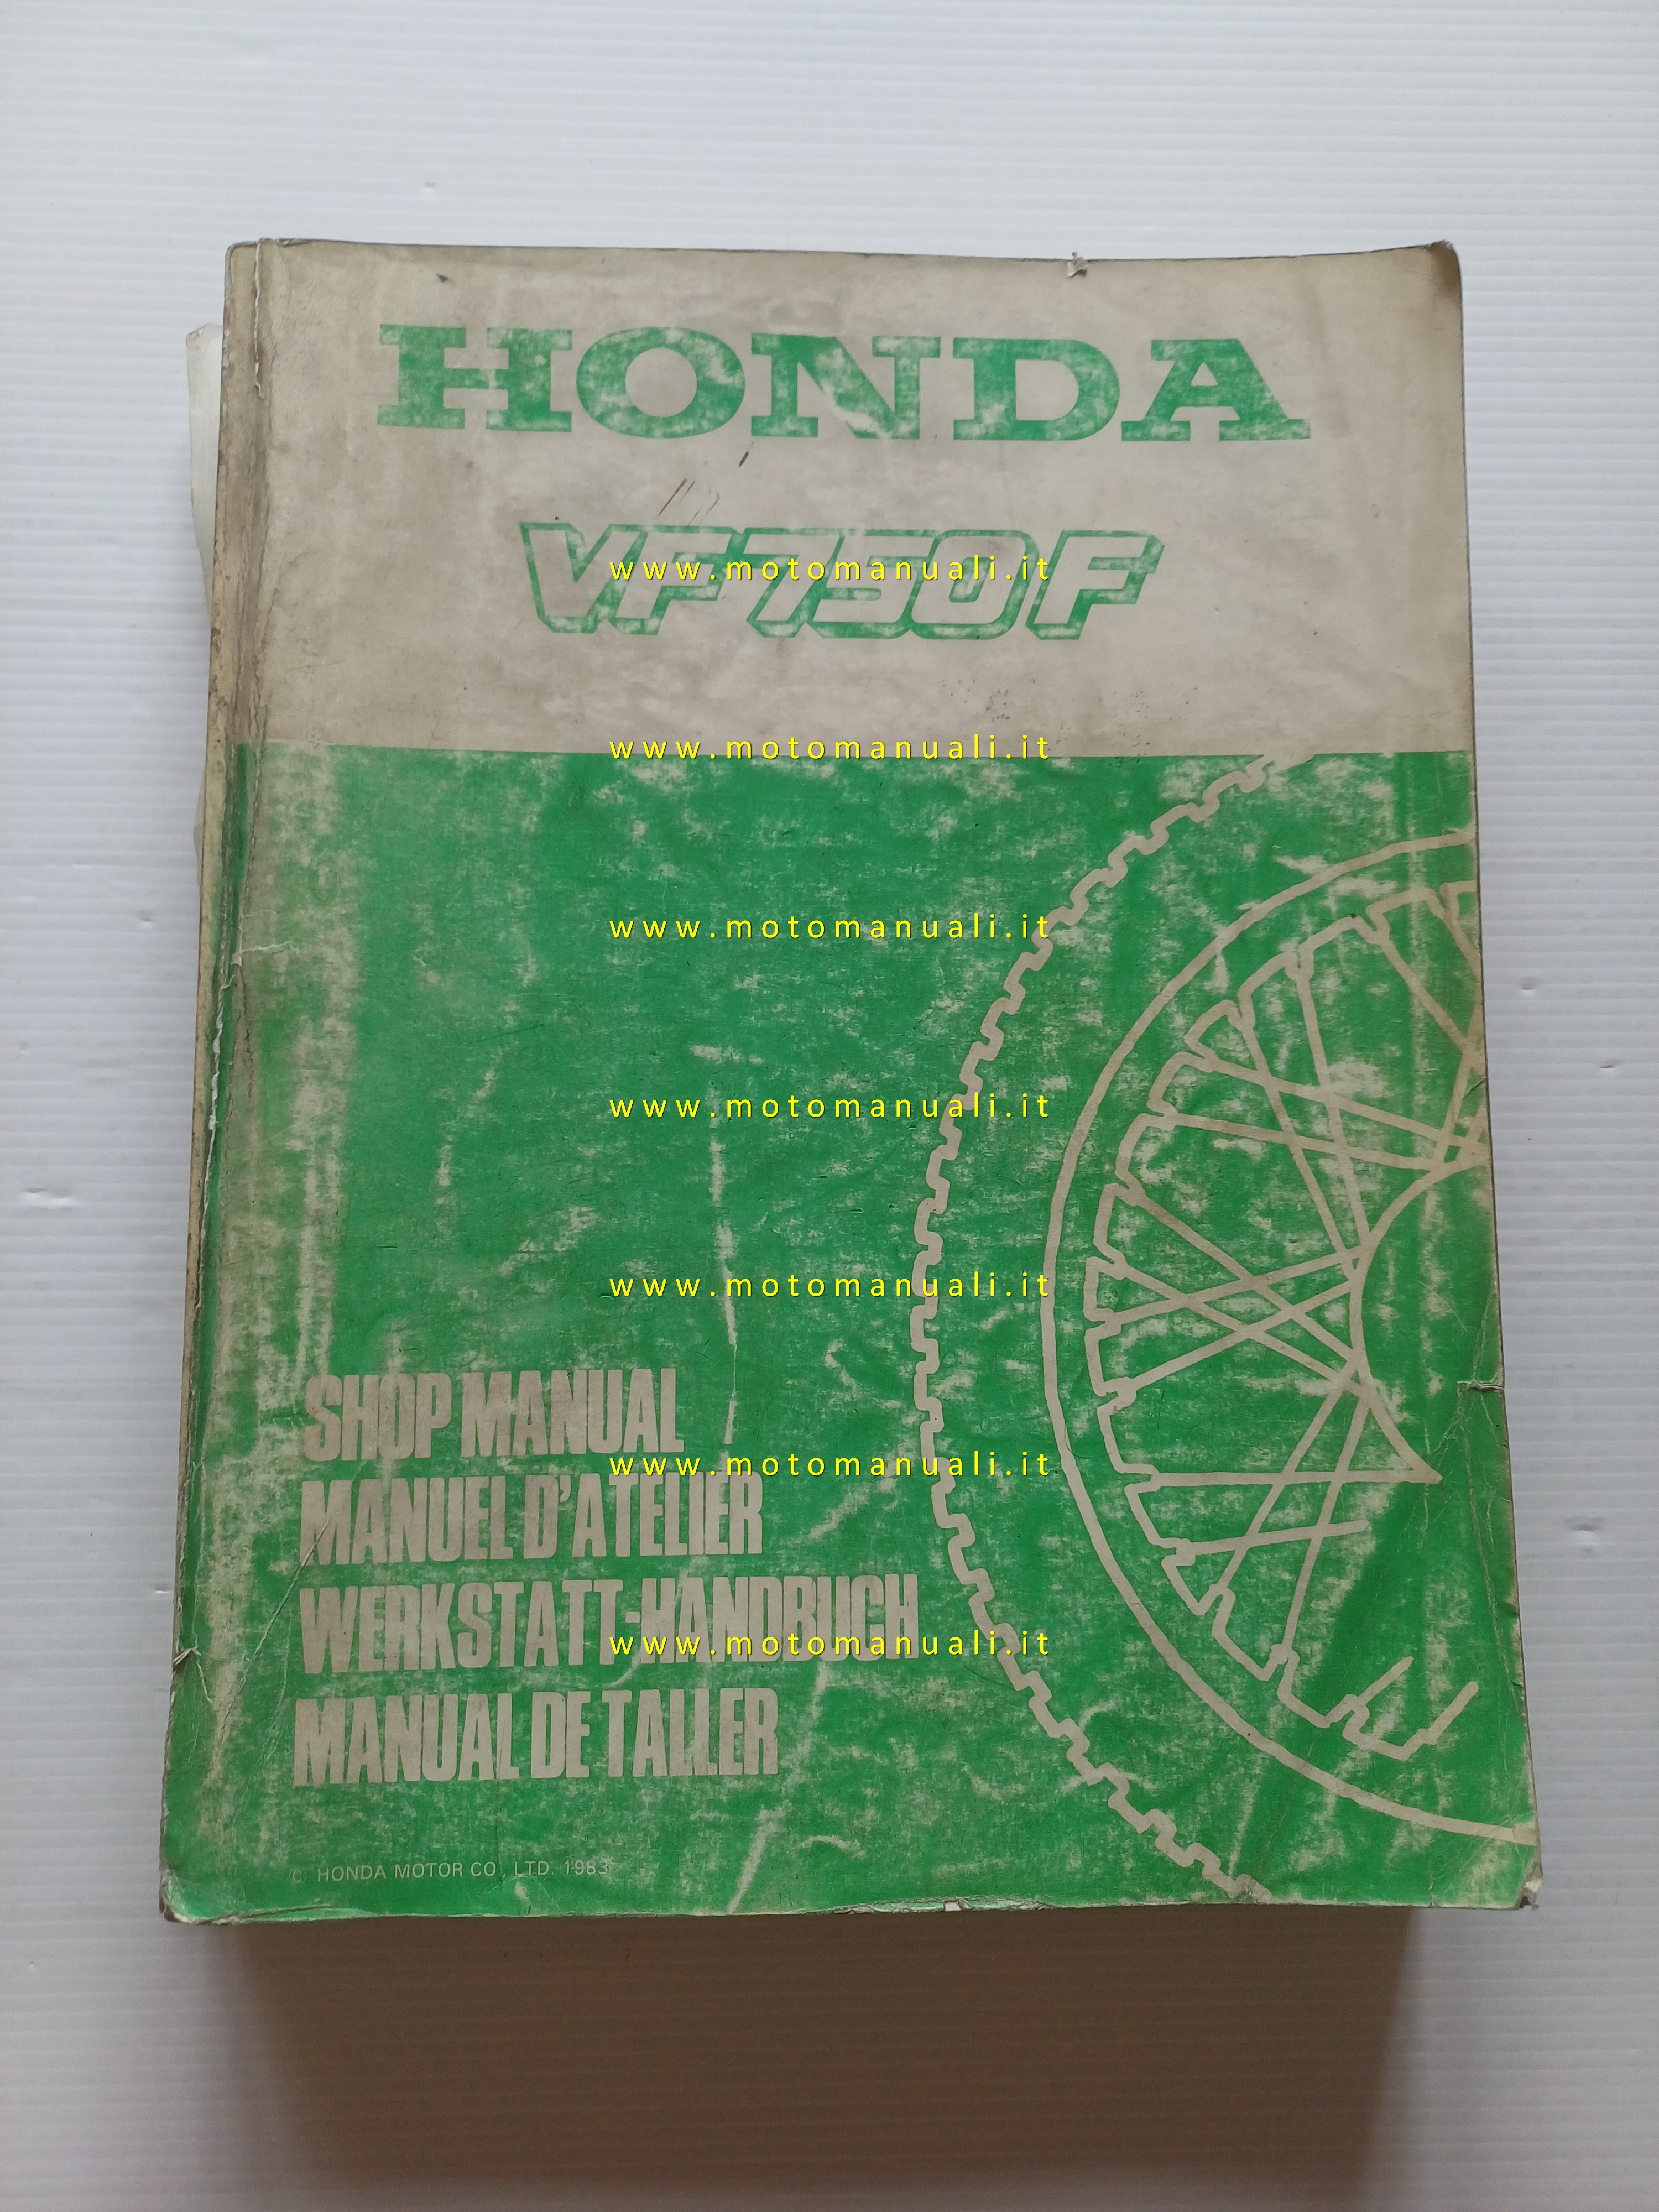 HONDA
VF750F
www.motomanuali.it
www.motomanuali.it
www.motomanuali.it
www.motomanuali.it
www.motomanuali.it
SHOP MANUAL
www.motomanuali.it
MANUEL D'ATELIER
WERKSTATT-HANDBUCH
www.motomanuali.it
MANUAL DE TALLER
© HONDA MOTOR CO., LTD. 1983